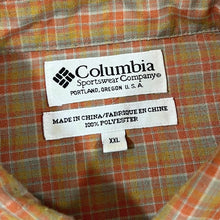 Columbia
Sportswear Company®
PORTLAND, OREGON U.S.A.
MADE IN CHINA/FABRIQUE EN CHINE
100% POLYESTER
XXL